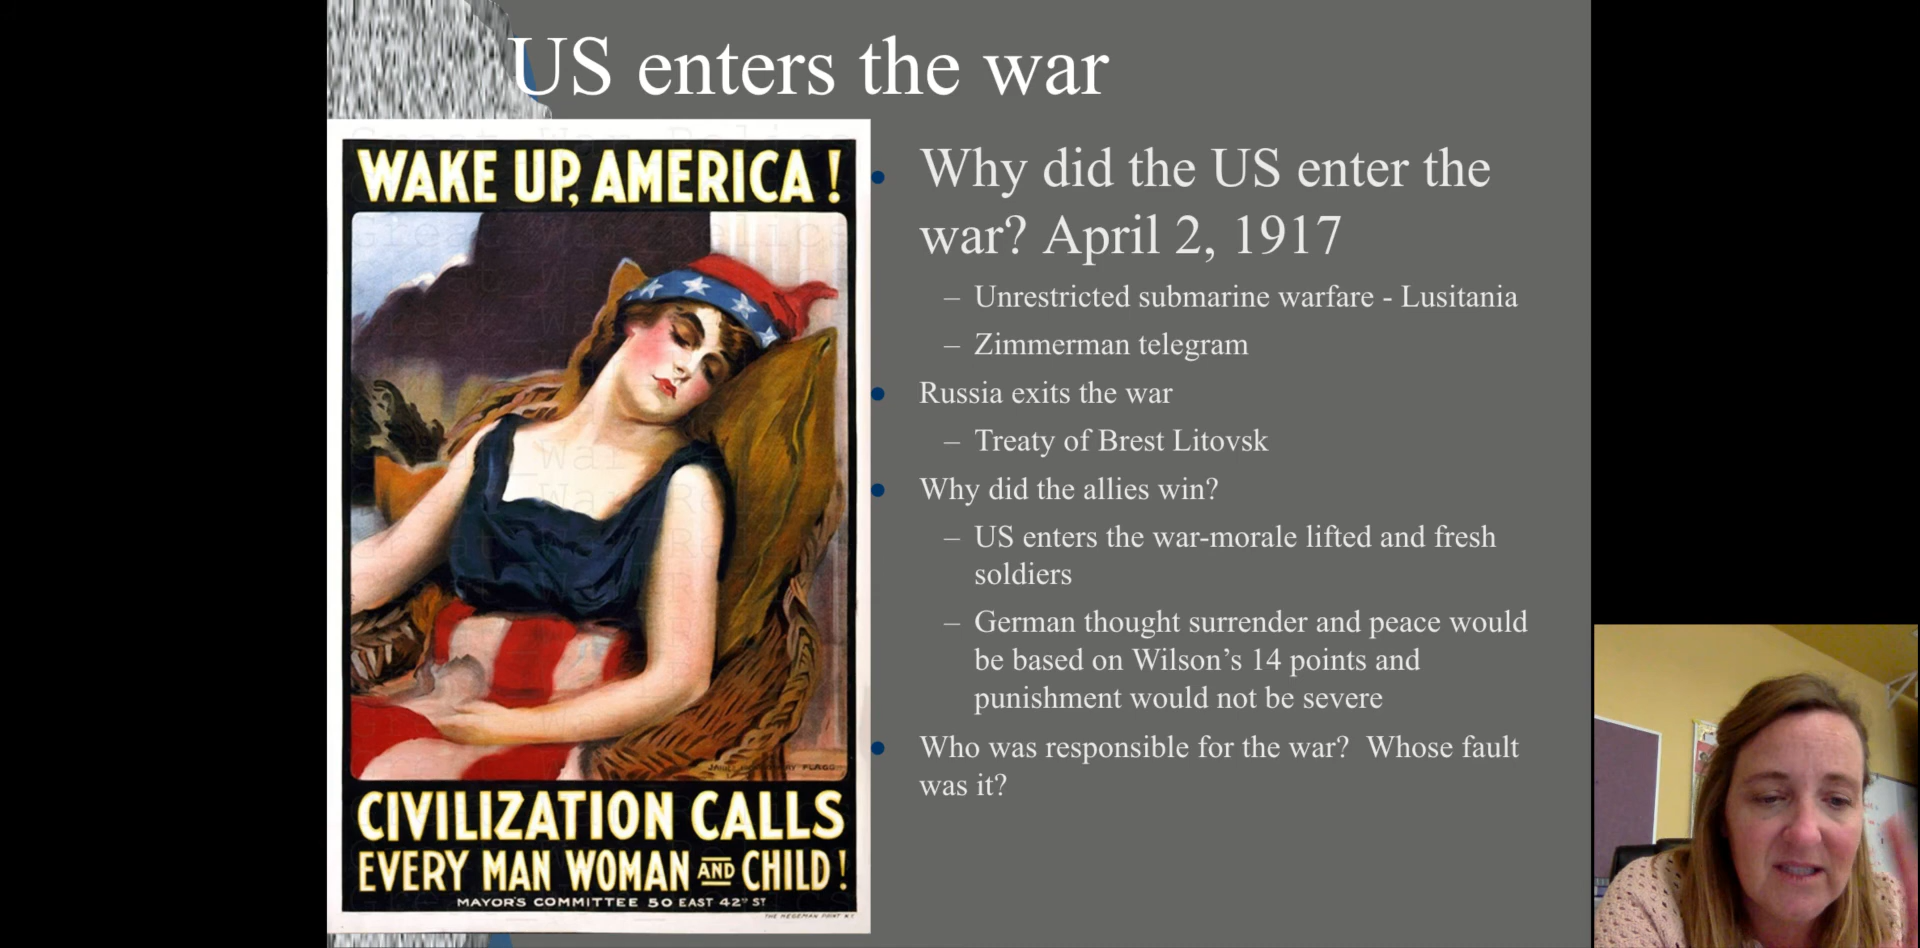 US enters the war
WAKE UP, AMERICA!
CIVILIZATION CALLS
EVERY MAN WOMAN AND CHILD!
MAYOR'S COMMITTEE 50 EAST 42ND ST
THE HEGEMAN PRINT N.Y.
Why did the US enter the
war? April 2, 1917
– Unrestricted submarine warfare - Lusitania
– Zimmerman telegram
Russia exits the war
– Treaty of Brest Litovsk
Why did the allies win?
– US enters the war-morale lifted and fresh
soldiers
– German thought surrender and peace would
be based on Wilson's 14 points and
punishment would not be severe
Who was responsible for the war?  Whose fault
was it?